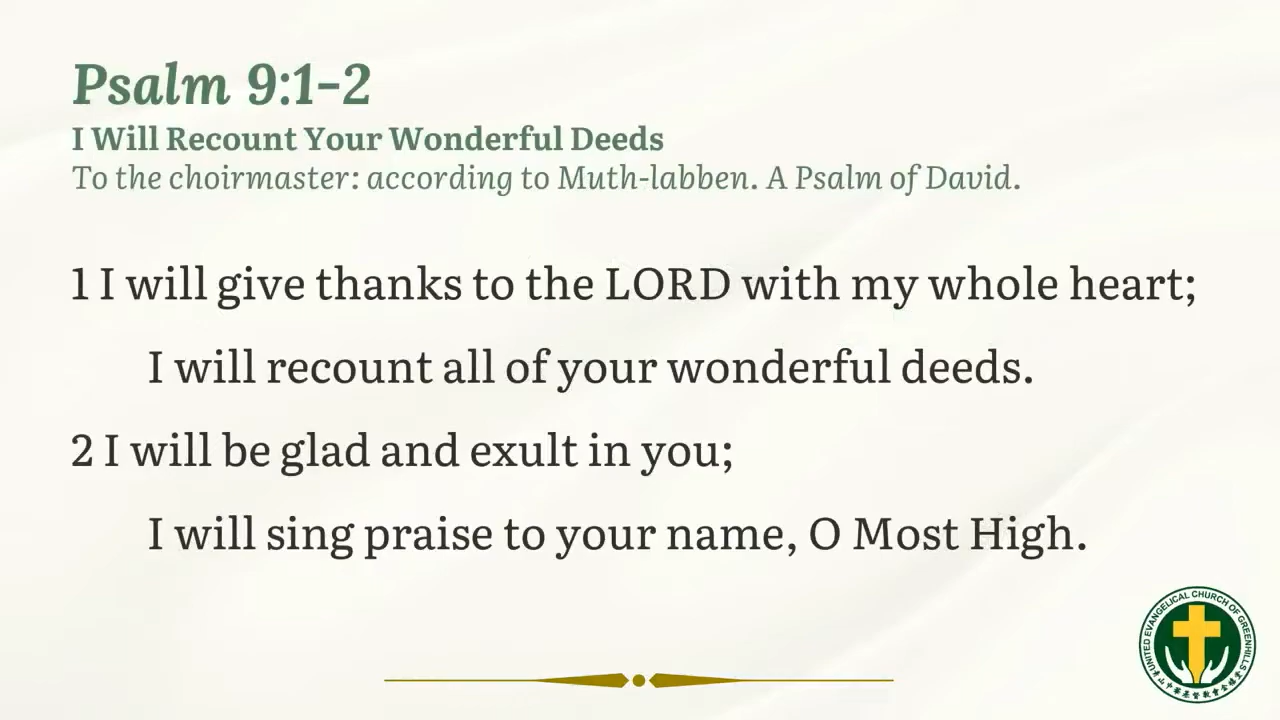 Psalm 9:1–2
I Will Recount Your Wonderful Deeds
To the choirmaster: according to Muth-labben. A Psalm of David.
1 I will give thanks to the LORD with my whole heart;
I will recount all of your wonderful deeds.
2 I will be glad and exult in you;
I will sing praise to your name, O Most High.
UNITED EVANGELICAL CHURCH OF GREENHILLS